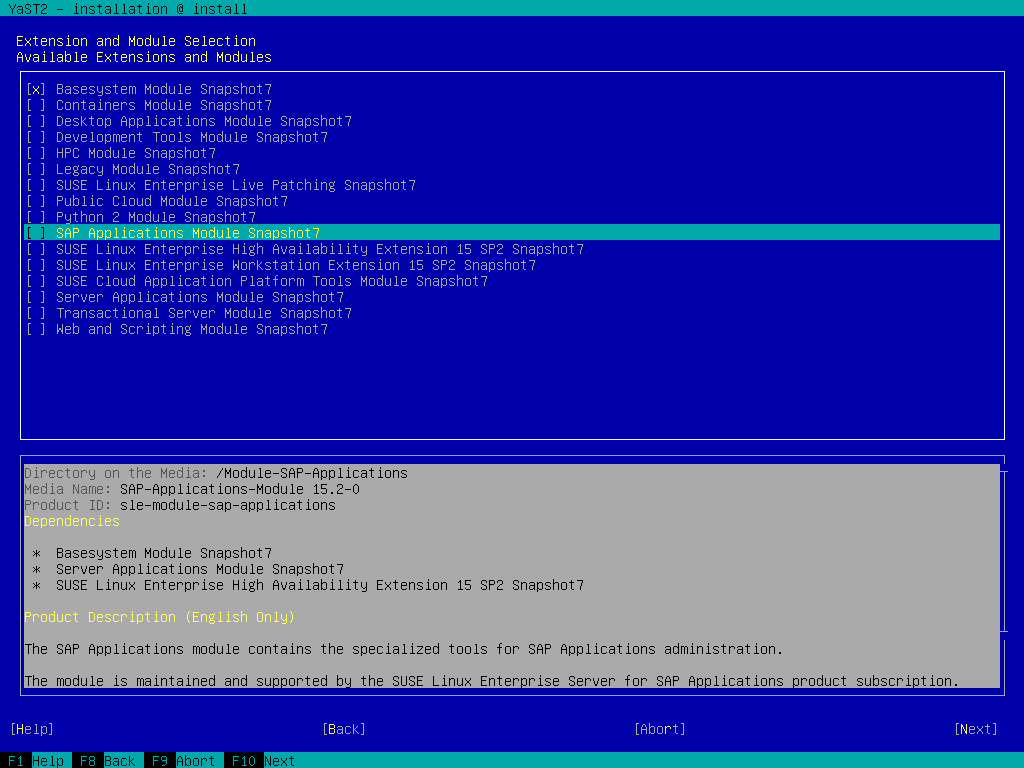 YaST2 - installation @ install
Extension and Module Selection
Available Extensions and Modules
[x] Basesystem Module Snapshot7
[ ] Containers Module Snapshot7
[ ] Desktop Applications Module Snapshot7
[ ] Development Tools Module Snapshot7
[ ] HPC Module Snapshot7
[ ] Legacy Module Snapshot7
[ ] SUSE Linux Enterprise Live Patching Snapshot7
[ ] Public Cloud Module Snapshot7
[ ] Python 2 Module Snapshot7
[ ] SAP Applications Module Snapshot7
[ ] SUSE Linux Enterprise High Availability Extension 15 SP2 Snapshot7
[ ] SUSE Linux Enterprise Workstation Extension 15 SP2 Snapshot7
[ ] SUSE Cloud Application Platform Tools Module Snapshot7
[ ] Server Applications Module Snapshot7
[ ] Transactional Server Module Snapshot7
[ ] Web and Scripting Module Snapshot7
Directory on the Media: /Module-SAP-Applications
Media Name: SAP-Applications-Module 15.2-0
Product ID: sle-module-sap-applications
Dependencies
* Basesystem Module Snapshot7
* Server Applications Module Snapshot7
* SUSE Linux Enterprise High Availability Extension 15 SP2 Snapshot7
Product Description (English Only)
The SAP Applications module contains the specialized tools for SAP Applications administration.
The module is maintained and supported by the SUSE Linux Enterprise Server for SAP Applications product subscription.
[Help] [Back] [Abort] [Next]
F1 Help F8 Back F9 Abort F10 Next